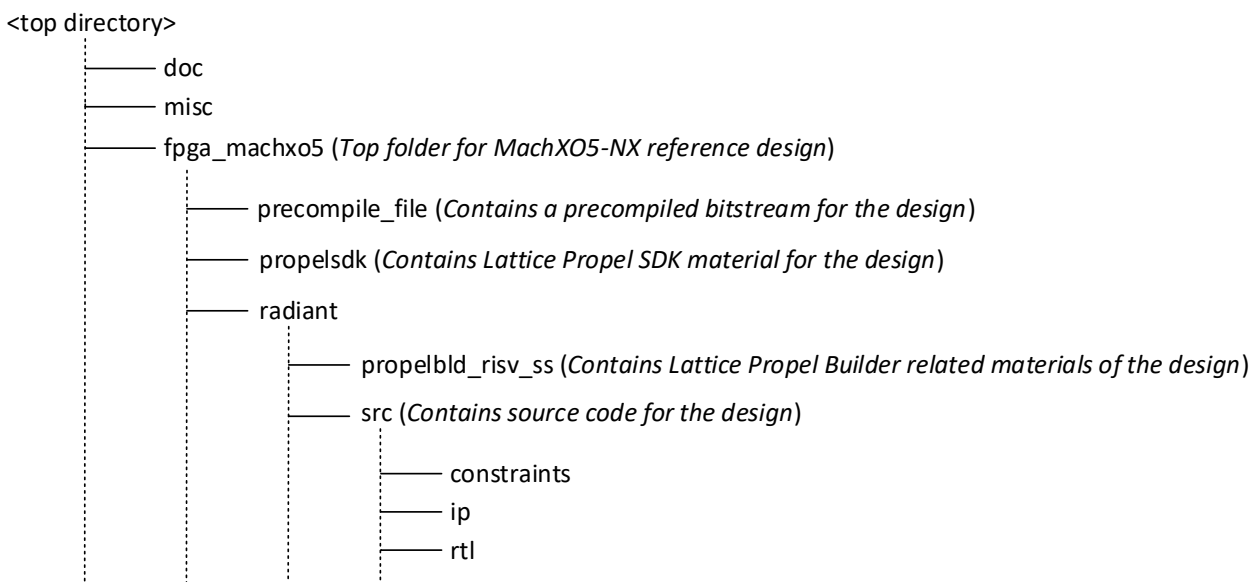 <top directory>
doc
misc
fpga_machxo5 (Top folder for MachXO5-NX reference design)
precompile_file (Contains a precompiled bitstream for the design)
propelsdk (Contains Lattice Propel SDK material for the design)
radiant
propelbld_risv_ss (Contains Lattice Propel Builder related materials of the design)
src (Contains source code for the design)
constraints
ip
rtl